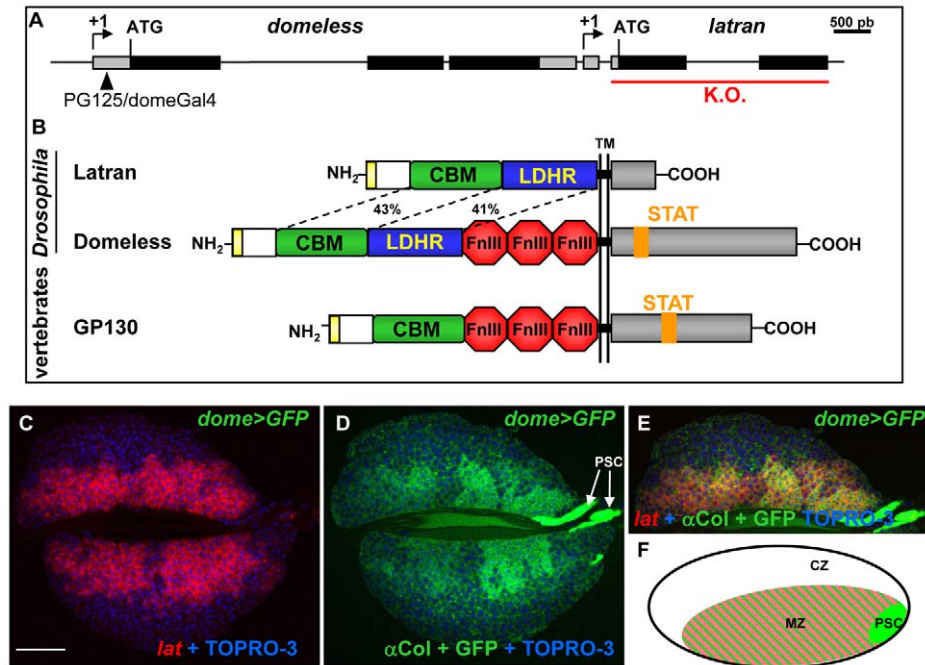 A +1 ATG domeless +1 ATG latran 500 pb
PG125/domeGal4
K.O.
B
TM
Drosophila
Latran NH2 CBM LDHR COOH
43% 41%
STAT
Domeless NH2 CBM LDHR FnIII FnIII FnIII COOH
vertebrates
STAT
GP130 NH2 CBM FnIII FnIII FnIII COOH
C dome>GFP
lat + TOPRO-3
D dome>GFP
PSC
αCol + GFP + TOPRO-3
E dome>GFP
lat + αCol + GFP TOPRO-3
F
CZ
MZ
PSC